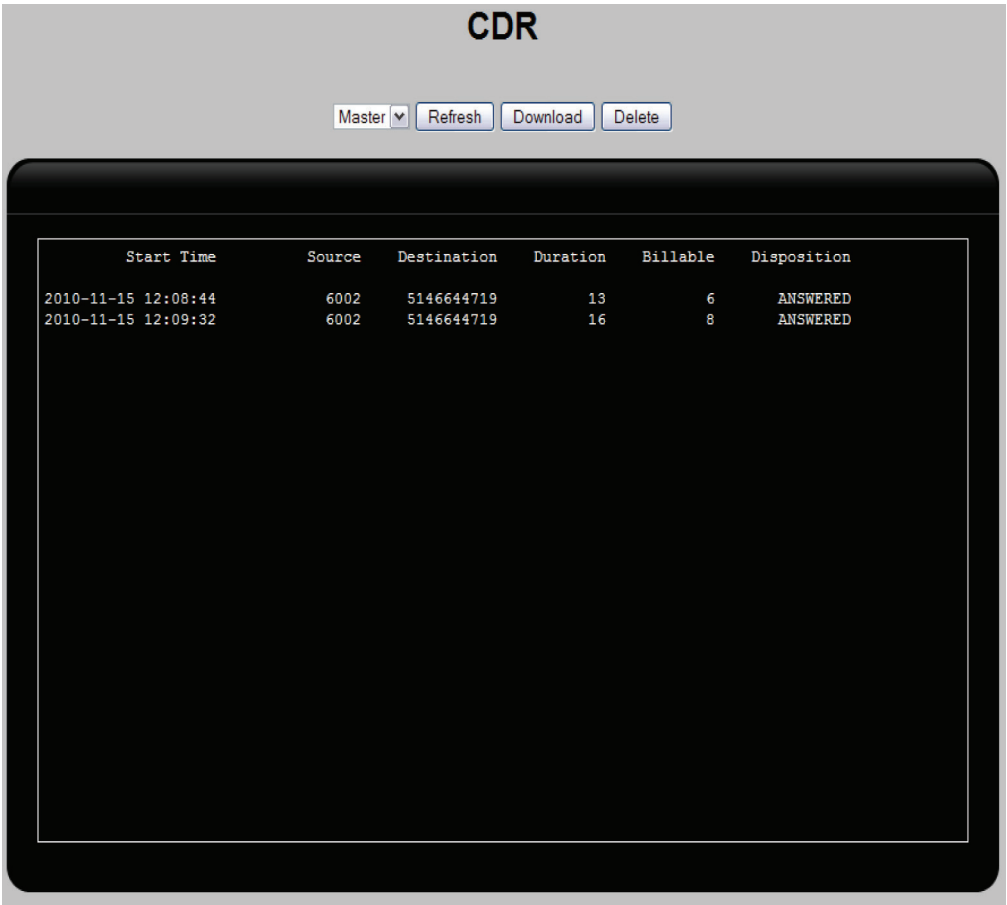 CDR
Master Refresh Download Delete
Start Time Source Destination Duration Billable Disposition
2010-11-15 12:08:44 6002 5146644719 13 6 ANSWERED
2010-11-15 12:09:32 6002 5146644719 16 8 ANSWERED